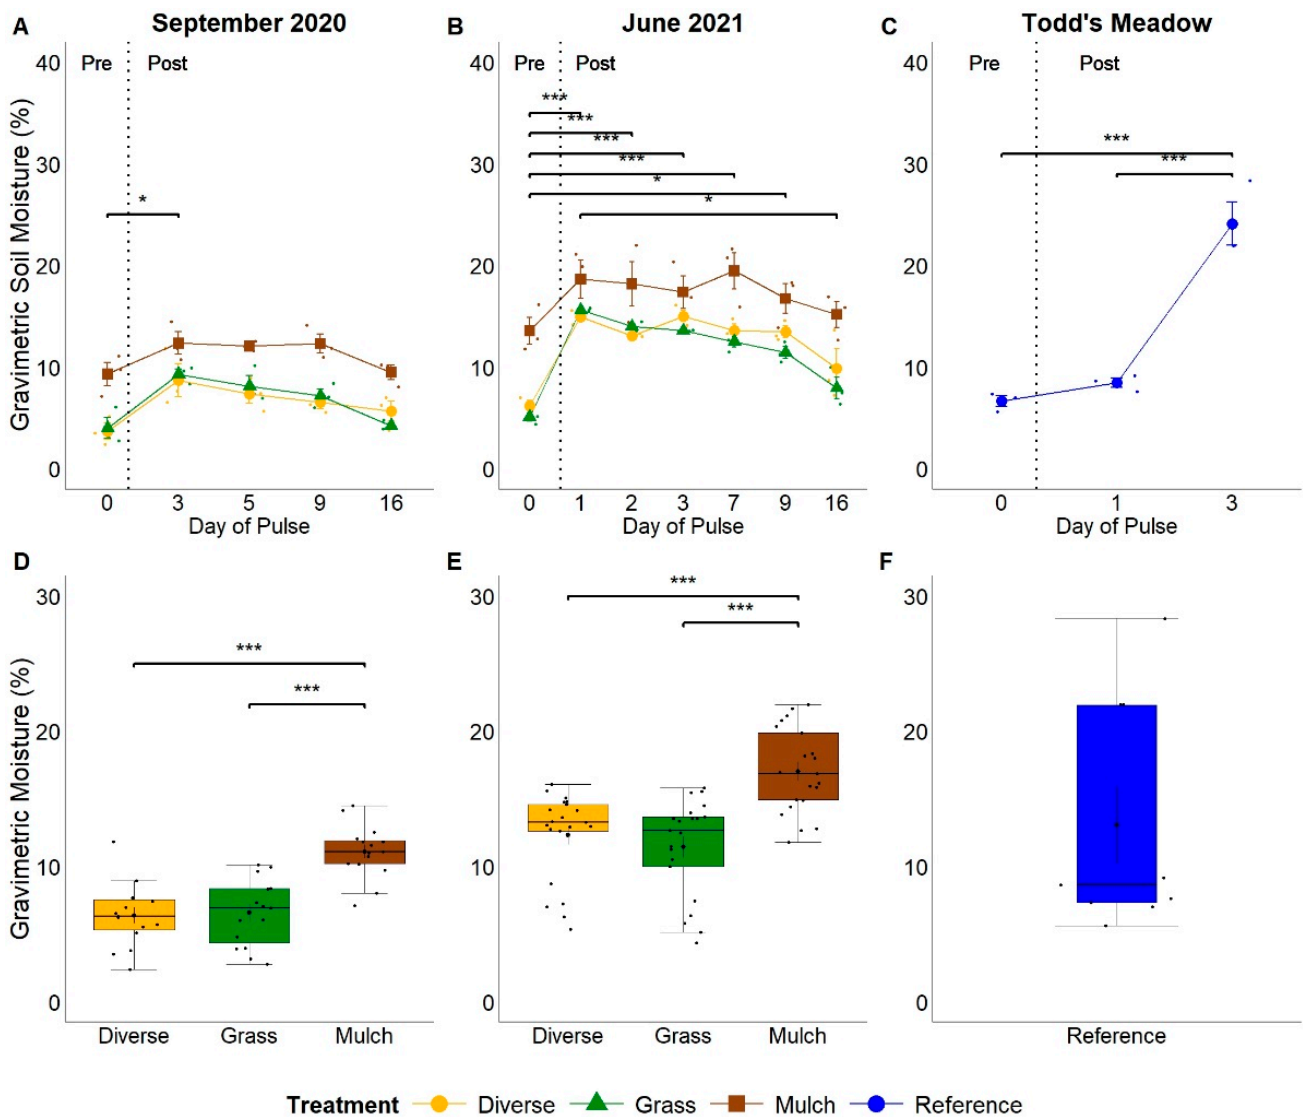 A September 2020 B June 2021 C Todd's Meadow
Gravimetric Soil Moisture (%)
40 Pre Post
30
20
10
0
*
0 3 5 9 16
Day of Pulse
40 Pre Post
30
20
10
0
***
***
***
***
*
*
0 1 2 3 7 9 16
Day of Pulse
40 Pre Post
30
20
10
0
***
***
0 1 3
Day of Pulse
D E F
Gravimetric Moisture (%)
30
20
10
0
***
***
Diverse Grass Mulch
30
20
10
0
***
***
Diverse Grass Mulch
30
20
10
0
Reference
Treatment Diverse Grass Mulch Reference